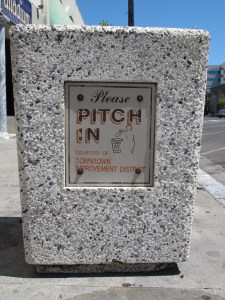 Please
PITCH
IN
COURTESY OF
DOWNTOWN
IMPROVEMENT DISTRICT